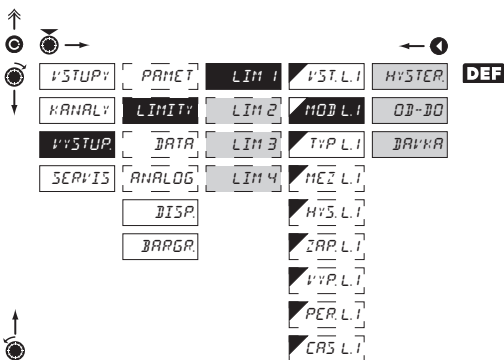 VSTUPY PAMET LIM 1 VST. L. 1 HYSTER. DEF
KANALY LIMITY LIM 2 MOD L. 1 OD-DO
VYSTUP. DATA LIM 3 TYP L. 1 DAVKA
SERVIS ANALOG LIM 4 MEZ L. 1
DISP. HYS. L. 1
BARGR. ZAP. L. 1
VYP. L. 1
PER. L. 1
CAS L. 1